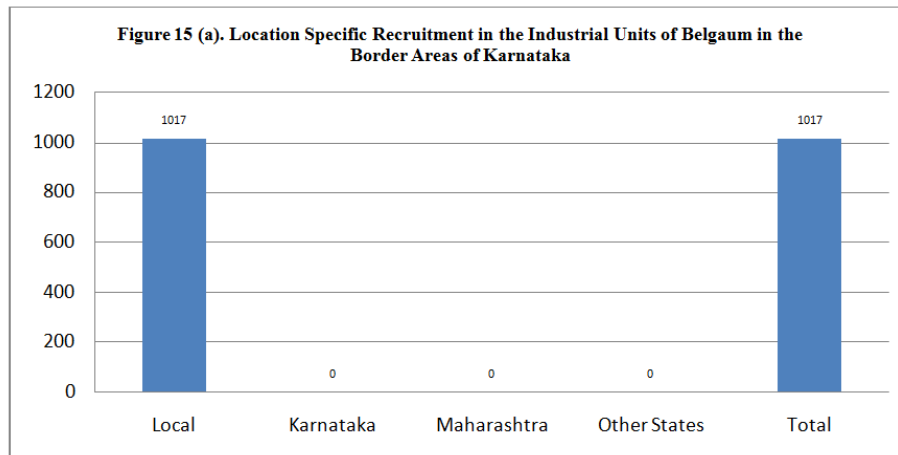 Figure 15 (a). Location Specific Recruitment in the Industrial Units of Belgaum in the
Border Areas of Karnataka
1200
1000
800
600
400
200
0
1017
0
0
0
1017
Local
Karnataka
Maharashtra
Other States
Total